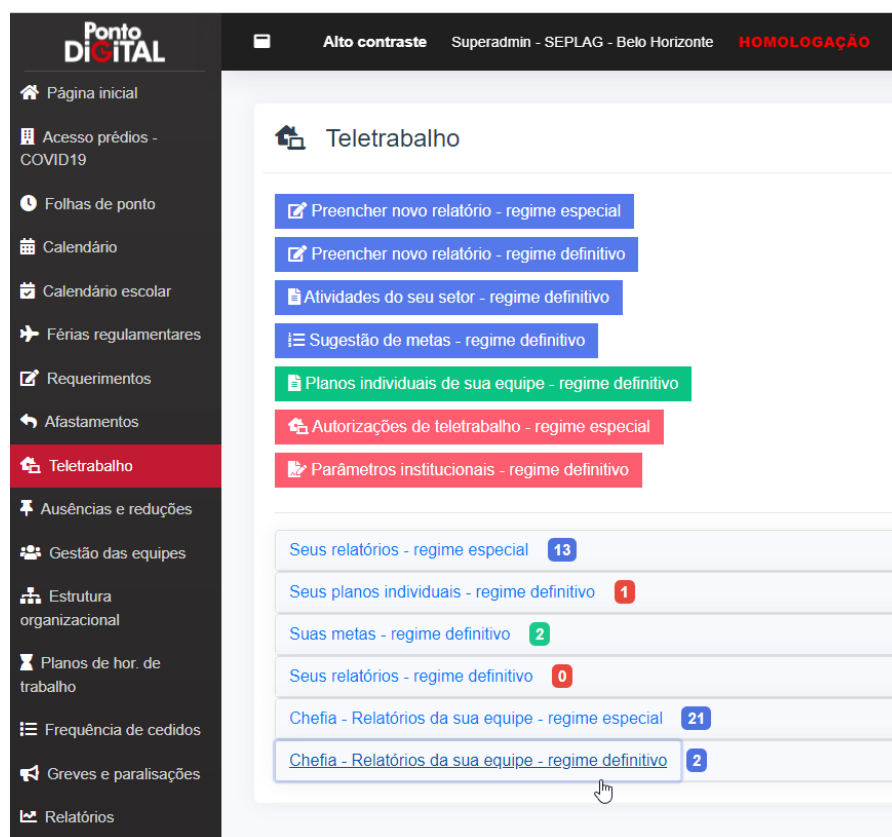 Ponto
DiGiTAL
Alto contraste Superadmin - SEPLAG - Belo Horizonte HOMOLOGAÇÃO
Página inicial
Acesso prédios -
COVID19
Folhas de ponto
Calendário
Calendário escolar
Férias regulamentares
Requerimentos
Afastamentos
Teletrabalho
Ausências e reduções
Gestão das equipes
Estrutura
organizacional
Planos de hor. de
trabalho
Frequência de cedidos
Greves e paralisações
Relatórios
Teletrabalho
Preencher novo relatório - regime especial
Preencher novo relatório - regime definitivo
Atividades do seu setor - regime definitivo
Sugestão de metas - regime definitivo
Planos individuais de sua equipe - regime definitivo
Autorizações de teletrabalho - regime especial
Parâmetros institucionais - regime definitivo
Seus relatórios - regime especial 13
Seus planos individuais - regime definitivo 1
Suas metas - regime definitivo 2
Seus relatórios - regime definitivo 0
Chefia - Relatórios da sua equipe - regime especial 21
Chefia - Relatórios da sua equipe - regime definitivo 2